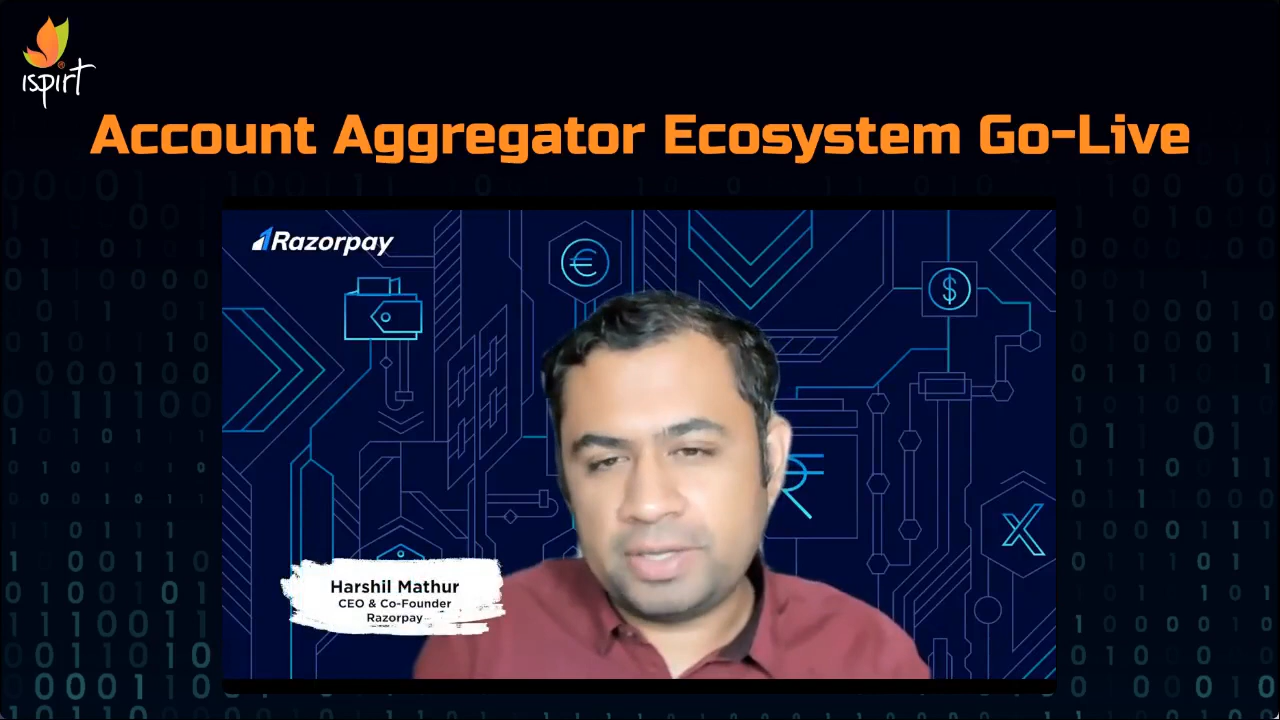 ispirt
Account Aggregator Ecosystem Go-Live
Razorpay
Harshil Mathur
CEO & Co-Founder
Razorpay